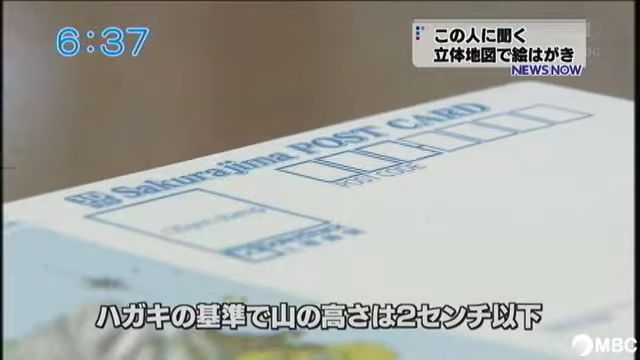 6:37
この人に聞く
立体地図で絵はがき
NEWS NOW
Sakurajima POST CARD
POST CODE
ハガキの基準で山の高さは2センチ以下
MBC